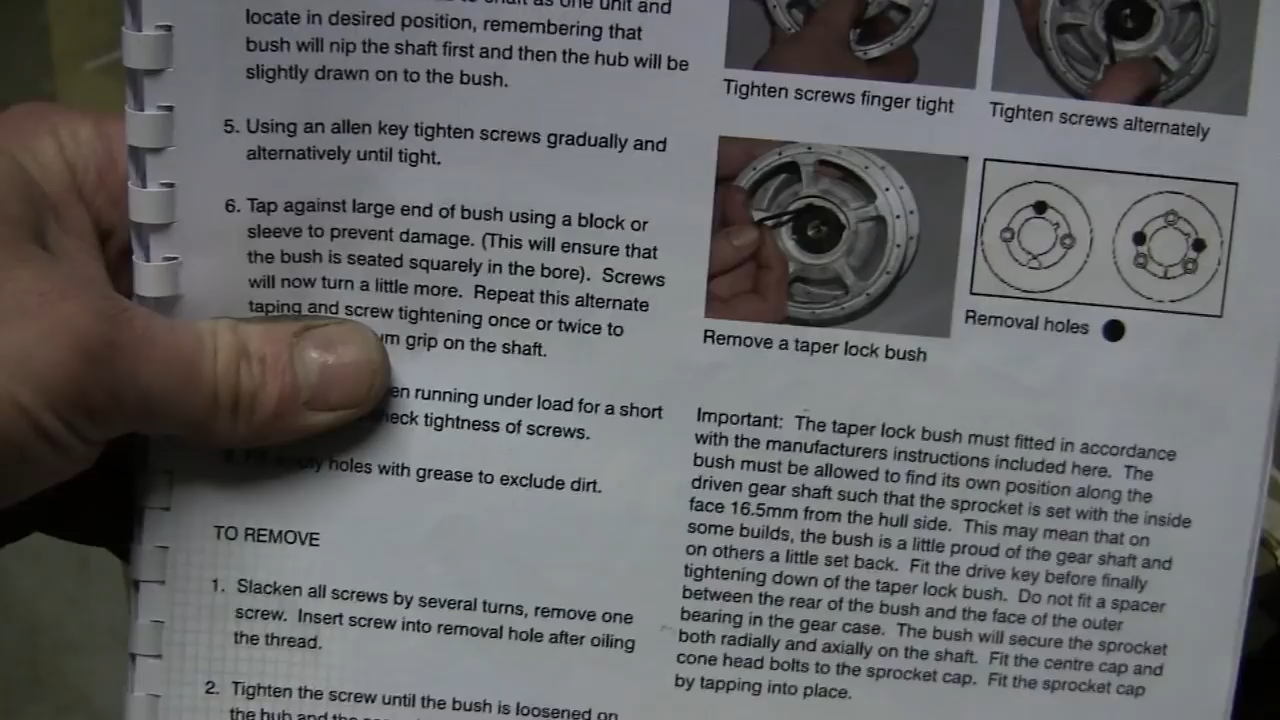 to shaft as one unit and
locate in desired position, remembering that
bush will nip the shaft first and then the hub will be
slightly drawn on to the bush.
5. Using an allen key tighten screws gradually and
alternatively until tight.
6. Tap against large end of bush using a block or
sleeve to prevent damage. (This will ensure that
the bush is seated squarely in the bore). Screws
will now turn a little more. Repeat this alternate
taping and screw tightening once or twice to
um grip on the shaft.
en running under load for a short
heck tightness of screws.
holes with grease to exclude dirt.
TO REMOVE
1. Slacken all screws by several turns, remove one
screw. Insert screw into removal hole after oiling
the thread.
2. Tighten the screw until the bush is loosened on
the hub and the
Tighten screws finger tight
Tighten screws alternately
Remove a taper lock bush
Removal holes
Important: The taper lock bush must fitted in accordance
with the manufacturers instructions included here. The
bush must be allowed to find its own position along the
driven gear shaft such that the sprocket is set with the inside
face 16.5mm from the hull side. This may mean that on
some builds, the bush is a little proud of the gear shaft and
on others a little set back. Fit the drive key before finally
tightening down of the taper lock bush. Do not fit a spacer
between the rear of the bush and the face of the outer
bearing in the gear case. The bush will secure the sprocket
both radially and axially on the shaft. Fit the centre cap and
cone head bolts to the sprocket cap. Fit the sprocket cap
by tapping into place.